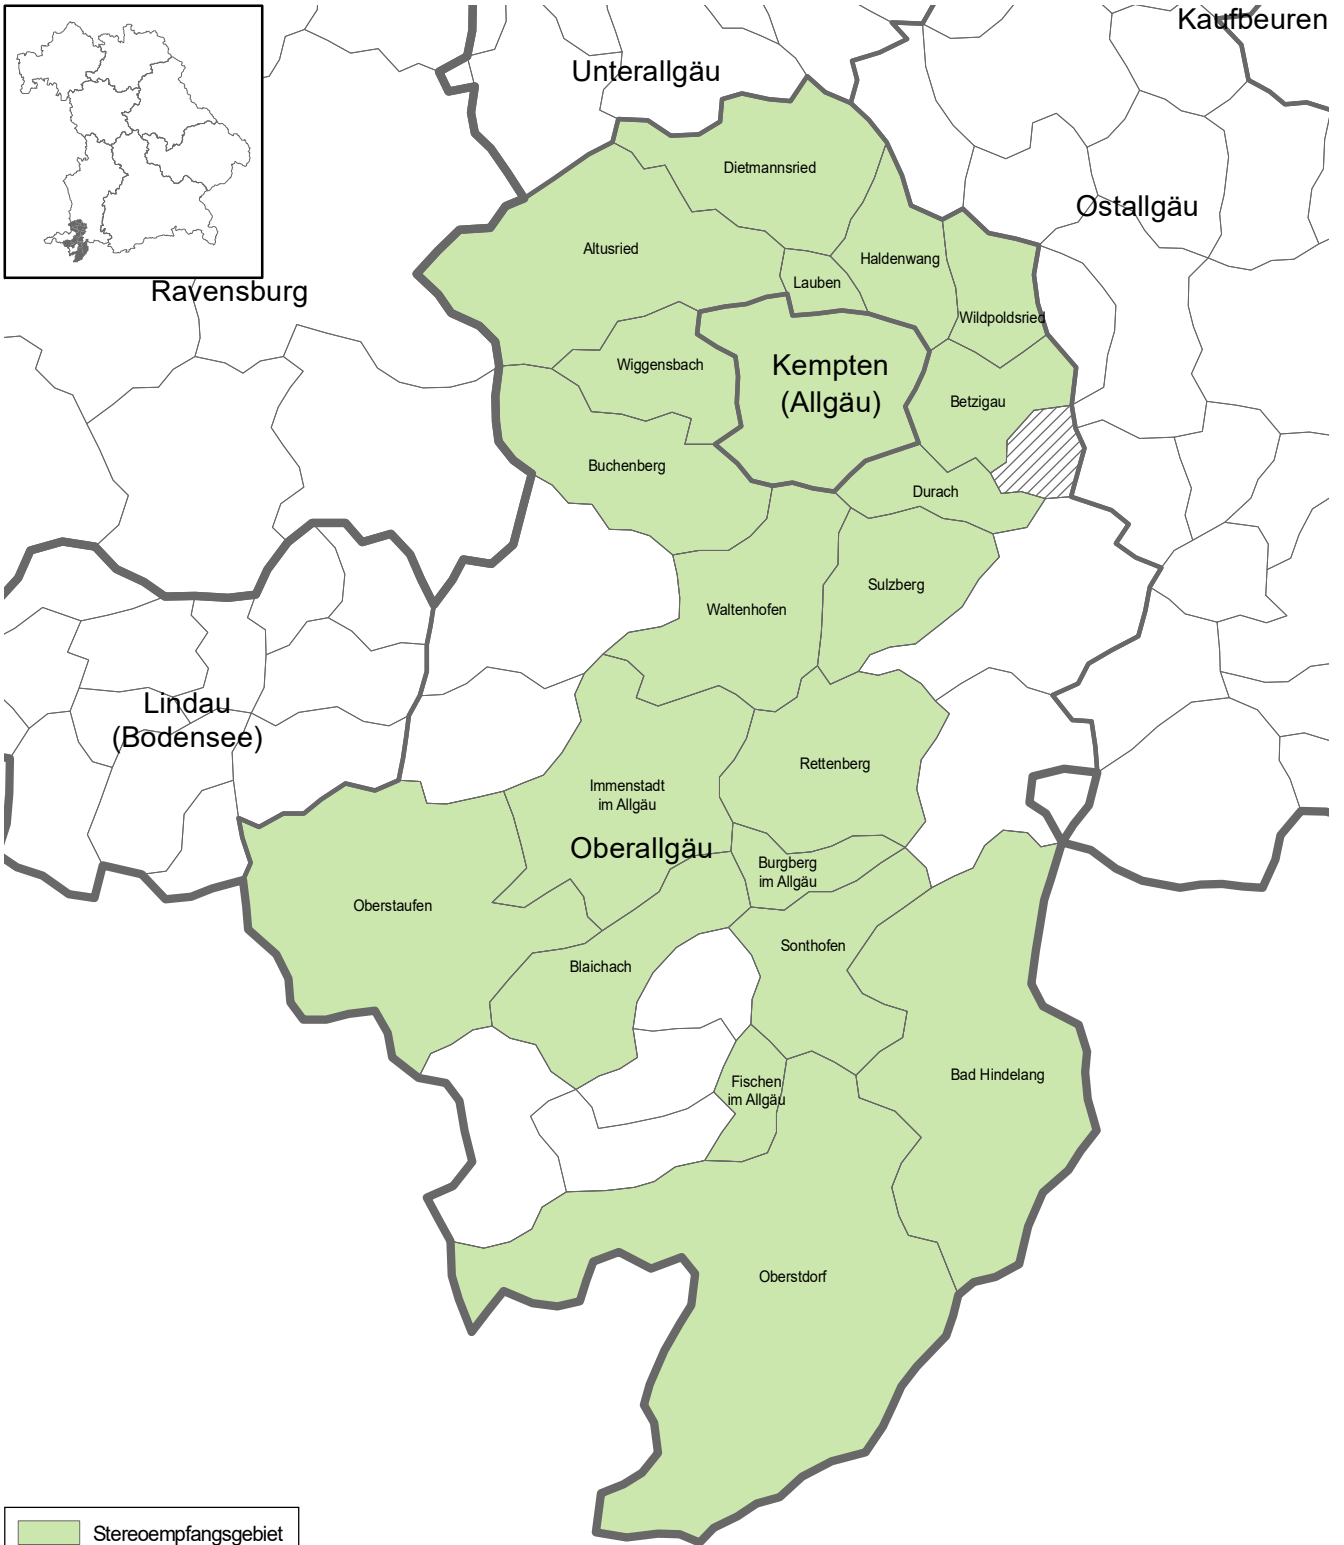 Kaufbeuren
Unterallgäu
Dietmannsried
Ostallgäu
Altusried
Haldenwang
Lauben
Ravensburg
Wildpoldsried
Wiggensbach
Kempten
(Allgäu)
Betzigau
Buchenberg
Durach
Sulzberg
Waltenhofen
Lindau
(Bodensee)
Rettenberg
Immenstadt
im Allgäu
Oberallgäu
Burgberg
im Allgäu
Oberstaufen
Sonthofen
Blaichach
Bad Hindelang
Fischen
im Allgäu
Oberstdorf
Stereoempfangsgebiet